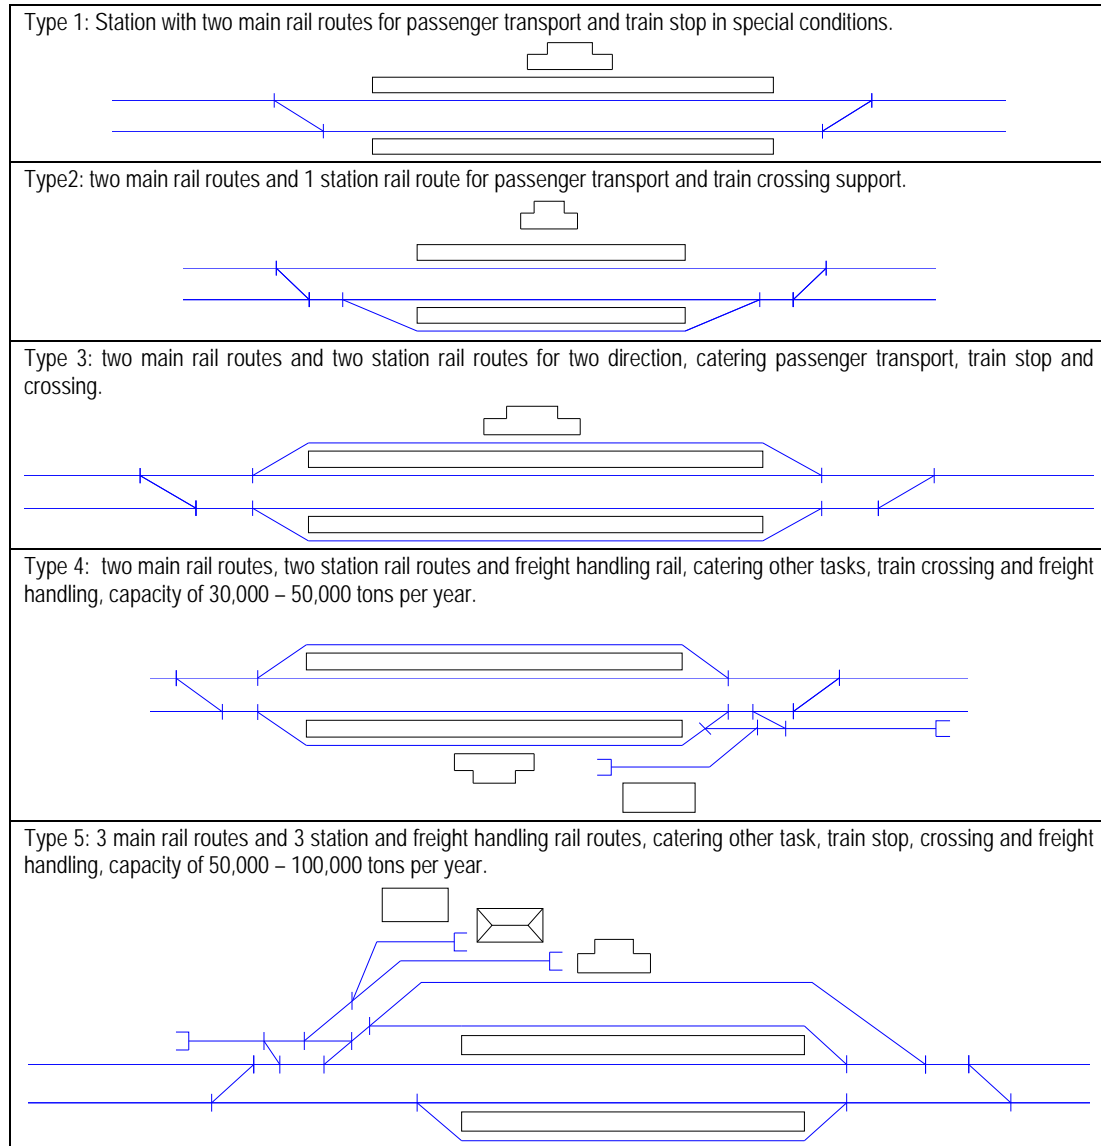 Type 1: Station with two main rail routes for passenger transport and train stop in special conditions.
Type2: two main rail routes and 1 station rail route for passenger transport and train crossing support.
Type 3: two main rail routes and two station rail routes for two direction, catering passenger transport, train stop and
crossing.
Type 4:  two main rail routes, two station rail routes and freight handling rail, catering other tasks, train crossing and freight
handling, capacity of 30,000 – 50,000 tons per year.
Type 5: 3 main rail routes and 3 station and freight handling rail routes, catering other task, train stop, crossing and freight
handling, capacity of 50,000 – 100,000 tons per year.